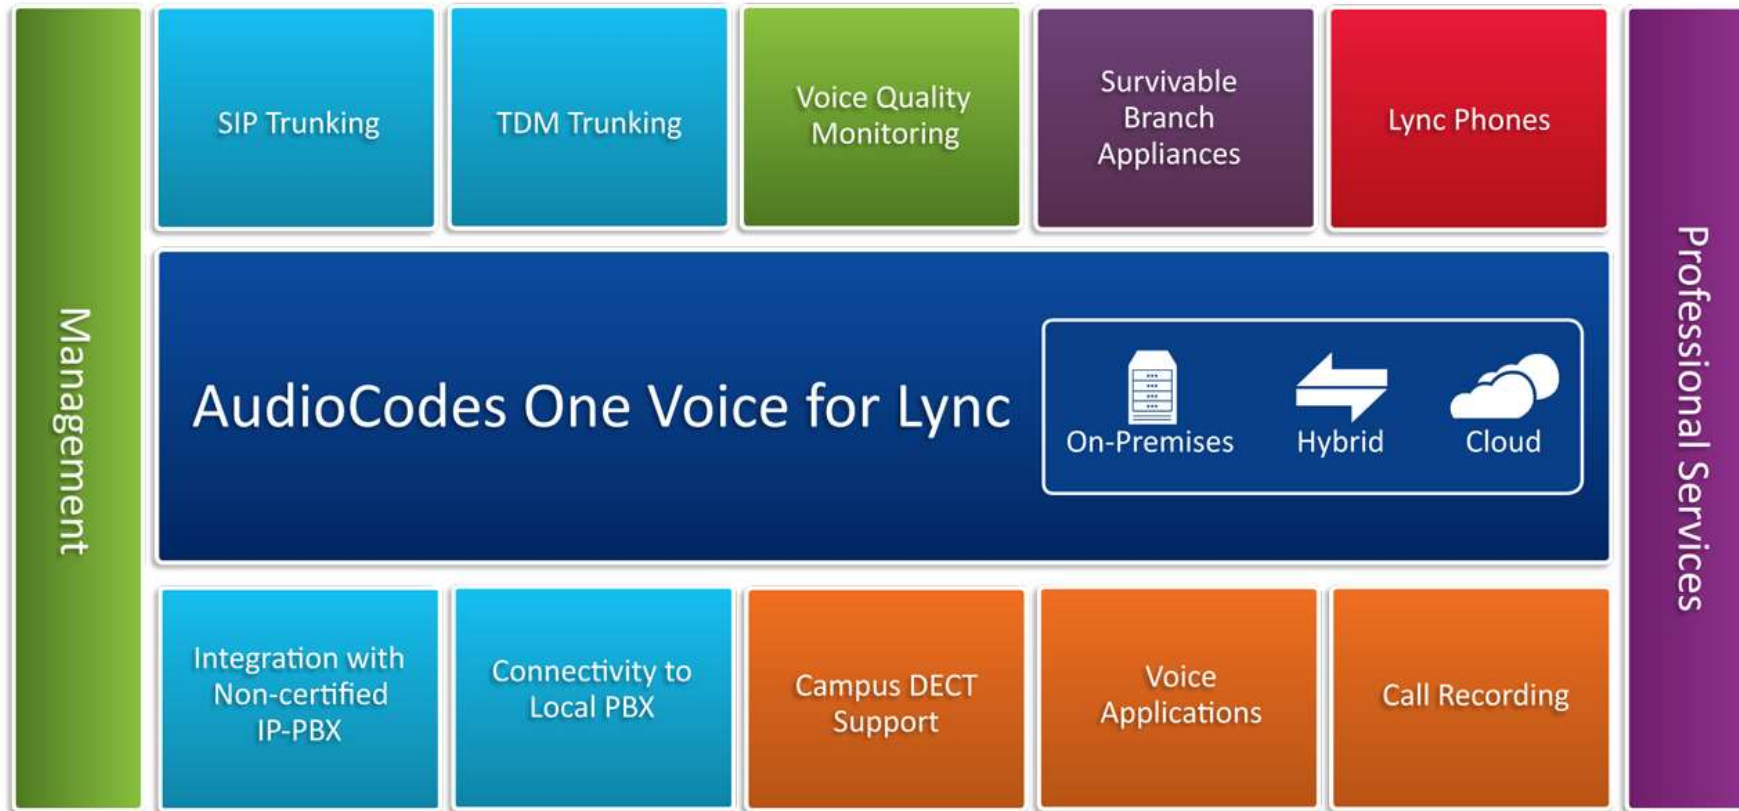 Management
SIP Trunking
TDM Trunking
Voice Quality
Monitoring
Survivable
Branch
Appliances
Lync Phones
AudioCodes One Voice for Lync
On-Premises
Hybrid
Cloud
Integration with
Non-certified
IP-PBX
Connectivity to
Local PBX
Campus DECT
Support
Voice
Applications
Call Recording
Professional Services